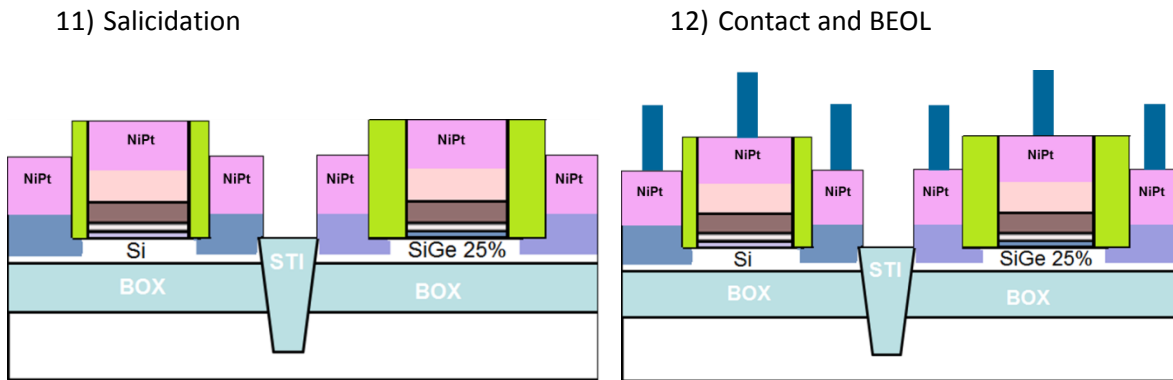 11) Salicidation
NiPt
NiPt
NiPt
NiPt
NiPt
NiPt
Si
STI
SiGe 25%
BOX
BOX
12) Contact and BEOL
NiPt
NiPt
NiPt
NiPt
NiPt
NiPt
Si
STI
SiGe 25%
BOX
BOX